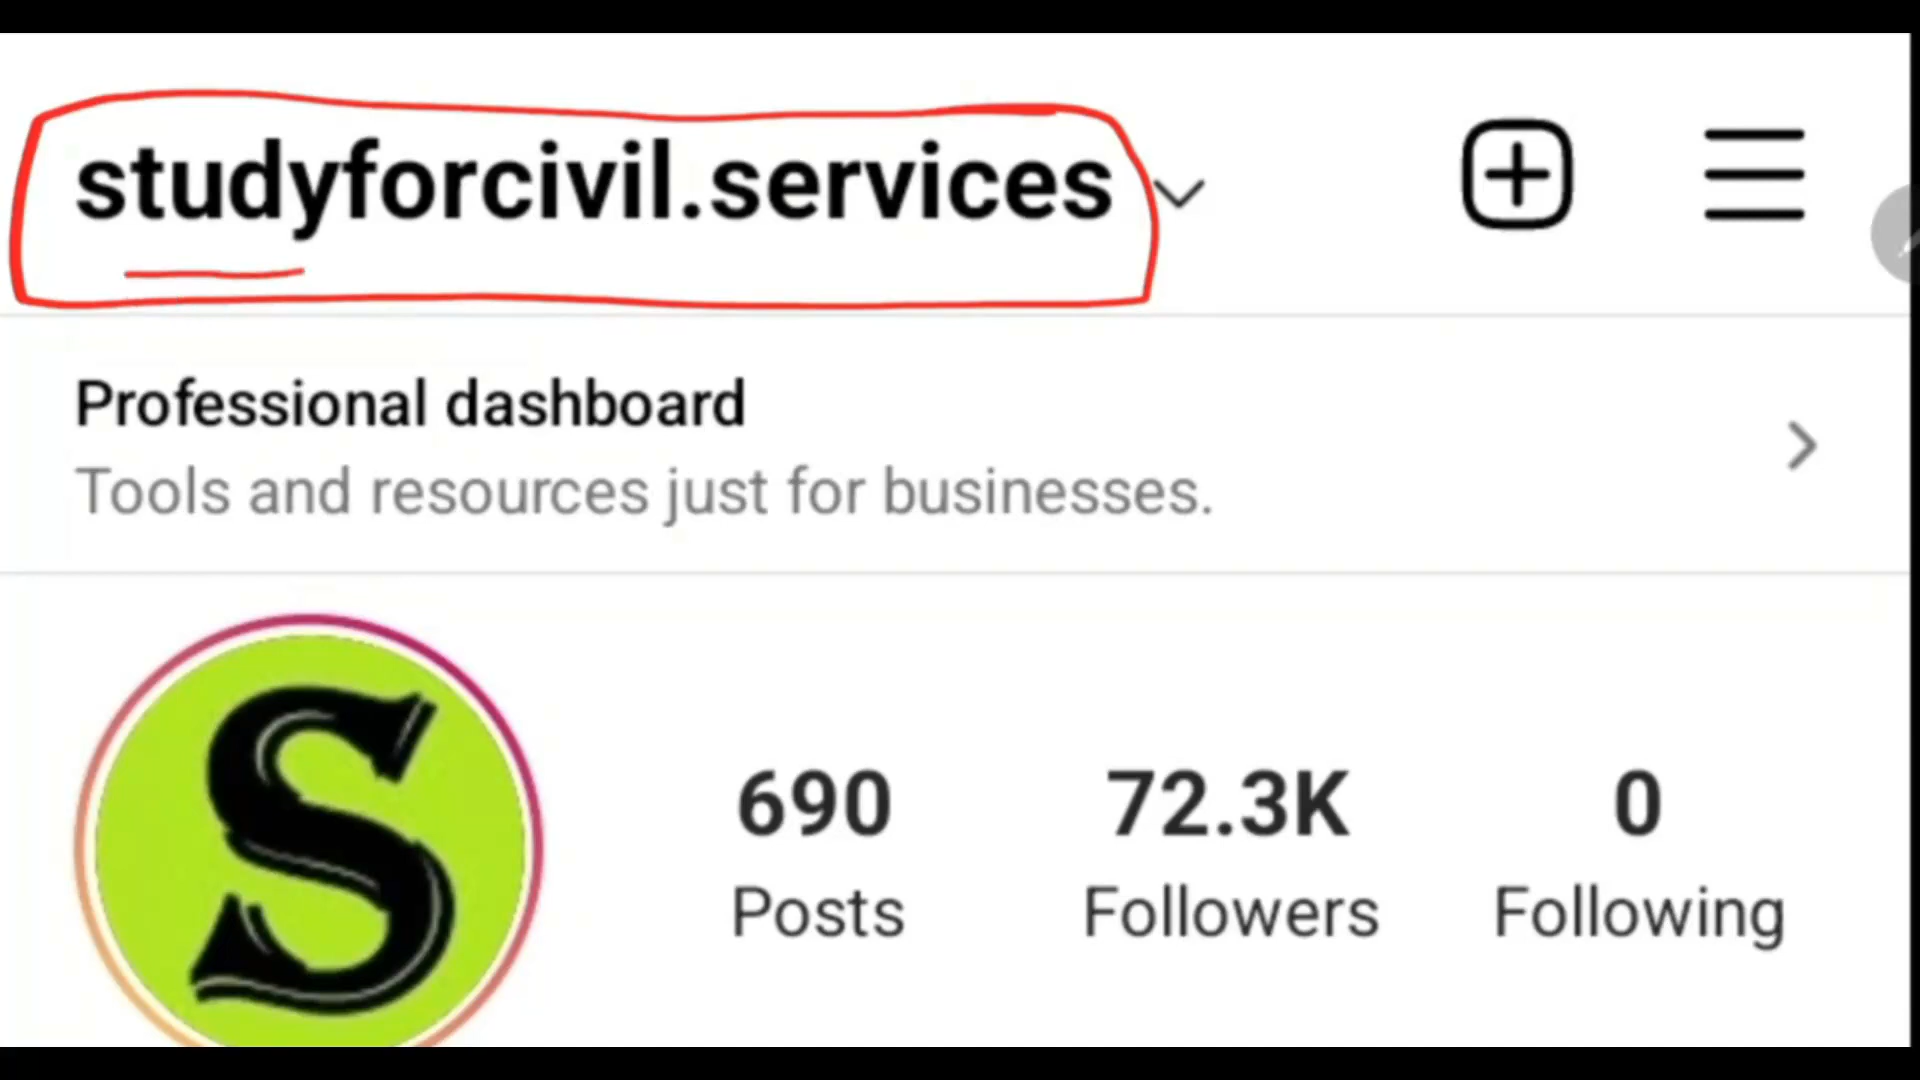 studyforcivil.services
Professional dashboard
Tools and resources just for businesses.
S
690 72.3K 0
Posts Followers Following